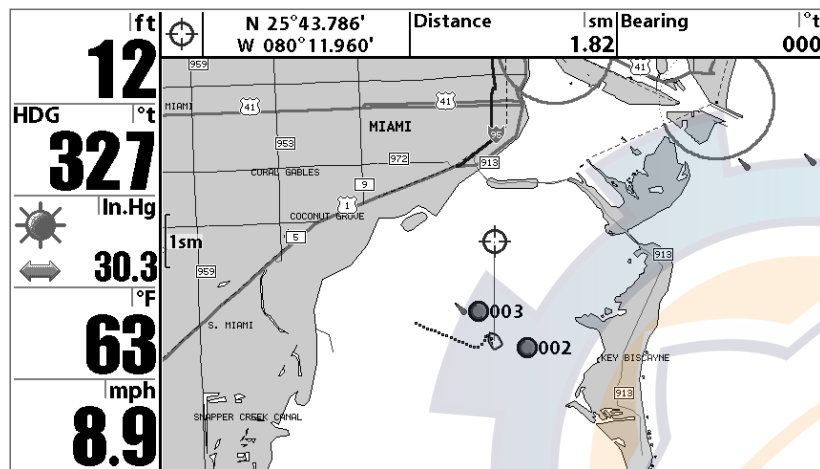 ft
12
HDG °t
327
In.Hg
30.3
°F
63
mph
8.9
N 25°43.786'
W 080°11.960'
Distance sm
1.82
Bearing °t
000
959
41
MIAMI
41
41
MIAMI
95
953
972
913
CORAL GABLES
9
1
COCONUT GROVE
5
1sm
913
959
003
S. MIAMI
002
KEY BISCAYNE
913
SNAPPER CREEK CANAL